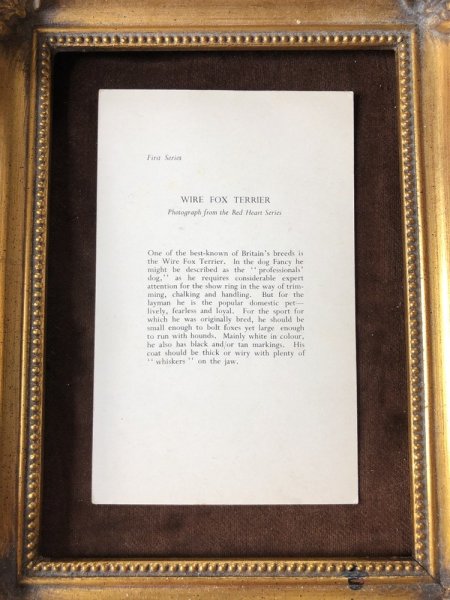 First Series
WIRE FOX TERRIER
Photograph from the Red Heart Series
One of the best-known of Britain's breeds is
the Wire Fox Terrier. In the dog Fancy he
might be described as the "professionals'
dog," as he requires considerable expert
attention for the show ring in the way of trim-
ming, chalking and handling. But for the
layman he is the popular domestic pet—
lively, fearless and loyal. For the sport for
which he was originally bred, he should be
small enough to bolt foxes yet large enough
to run with hounds. Mainly white in colour,
he also has black and/or tan markings. His
coat should be thick or wiry with plenty of
"whiskers" on the jaw.